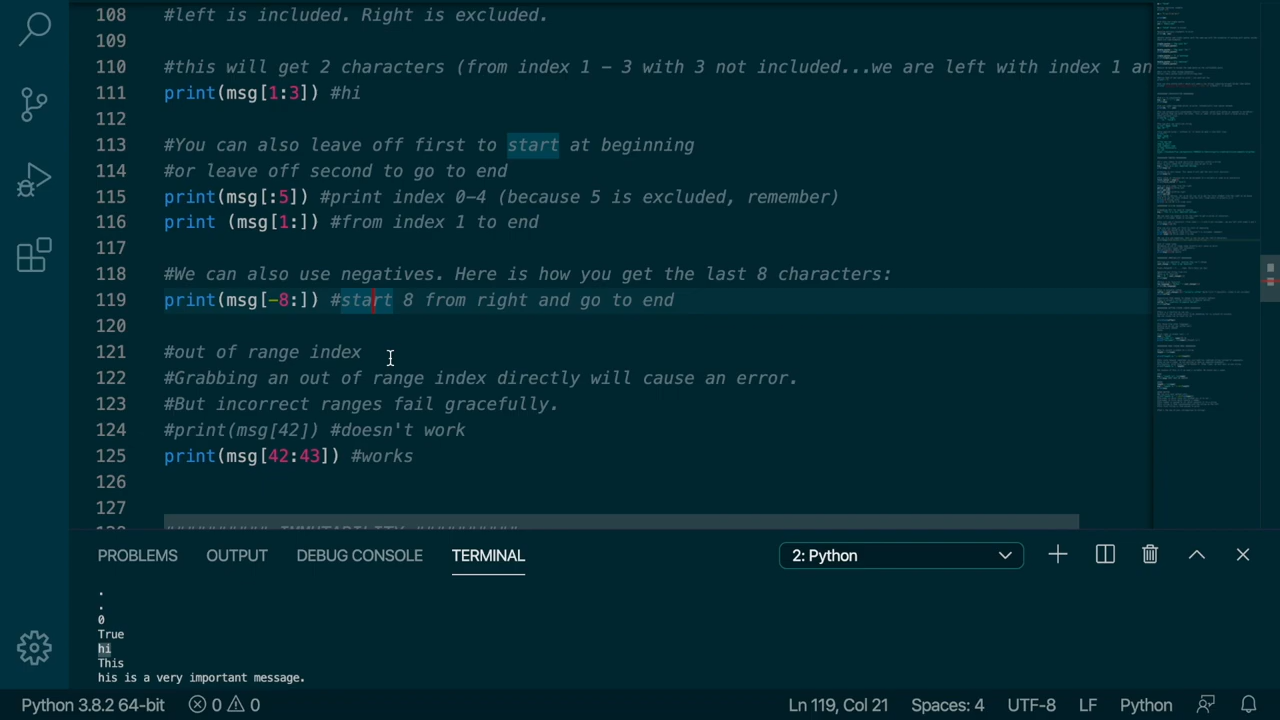 108 #left is included. Right is excluded.
109
110 #this will get 2 characters from index 1 - 3 with 3 not included...we are left with index 1 an
111 print(msg[1:3]) #hi
112
113 #You can also leave off first to start at beginning
114 #or leave off second to go to end
115 print(msg[:5]) #print index 0-4 (because 5 is excluded, remember)
116 print (msg[1:]) #from index 1 to end
117
118 #We can also use negatives. Here is how you get the last 8 characters:
119 print(msg[-8:]) #start 8 from right and go to end
120
121 #out of range index
122 #Grabbing an out of range index directly will cause an error.
123 #But incorrect ranges fail gracefully.
124 #print(msg[42]) #doesn't work
125 print(msg[42:43]) #works
126
127
128 ########## IMMUTABILITY ##########
PROBLEMS OUTPUT DEBUG CONSOLE TERMINAL 2: Python
.
.
0
True
hi
This
his is a very important message.
Python 3.8.2 64-bit 0 0 Ln 119, Col 21 Spaces: 4 UTF-8 LF Python